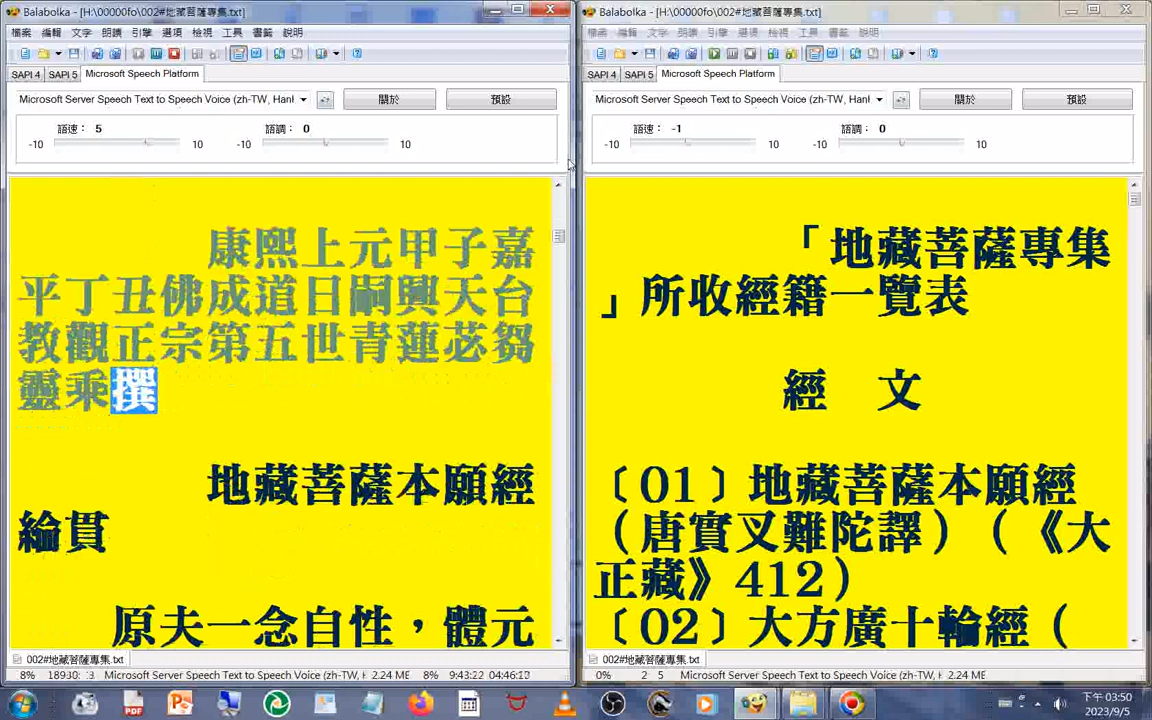 Balabolka - [H:\00000fo\002#地藏菩薩專集.txt]
檔案 編輯 文字 朗讀 引擎 選項 檢視 工具 書籤 說明
SAPI 4 SAPI 5 Microsoft Speech Platform
Microsoft Server Speech Text to Speech Voice (zh-TW, Han
關於 預設
語速： 5 語調： 0
-10 10 -10 10
康熙上元甲子嘉
平丁丑佛成道日嗣興天台
教觀正宗第五世青蓮苾芻
靈乘撰
地藏菩薩本願經
綸貫
原夫一念自性，體元
002#地藏菩薩專集.txt
8% Microsoft Server Speech Text to Speech Voice (zh-TW, H 2.24 ME 8% 9:43:22
Balabolka - [H:\00000fo\002#地藏菩薩專集.txt]
檔案 編輯 文字 朗讀 引擎 選項 檢視 工具 書籤 說明
SAPI 4 SAPI 5 Microsoft Speech Platform
Microsoft Server Speech Text to Speech Voice (zh-TW, Han
關於 預設
語速： -1 語調： 0
-10 10 -10 10
「地藏菩薩專集
」所收經籍一覽表
經 文
〔01〕地藏菩薩本願經
（唐實叉難陀譯）（《大
正藏》412）
〔02〕大方廣十輪經（
002#地藏菩薩專集.txt
0% 2 5 Microsoft Server Speech Text to Speech Voice (zh-TW, H 2.24 ME
PDF
下午 03:50
2023/9/5